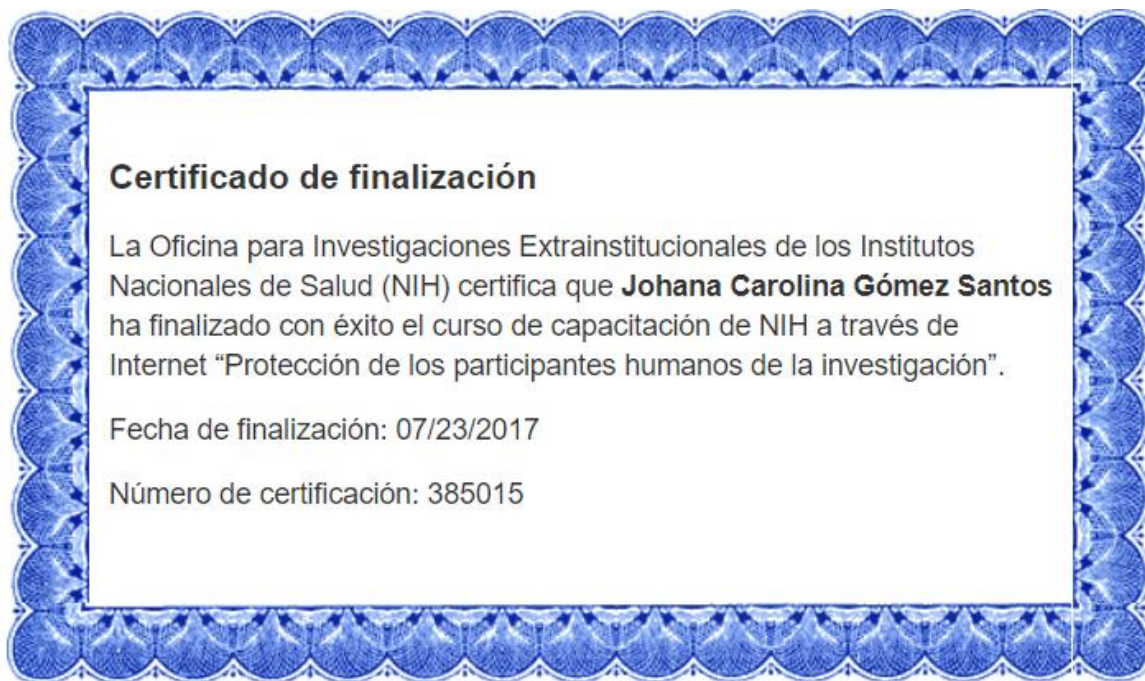 Certificado de finalización
La Oficina para Investigaciones Extrainstitucionales de los Institutos
Nacionales de Salud (NIH) certifica que Johana Carolina Gómez Santos
ha finalizado con éxito el curso de capacitación de NIH a través de
Internet “Protección de los participantes humanos de la investigación”.
Fecha de finalización: 07/23/2017
Número de certificación: 385015